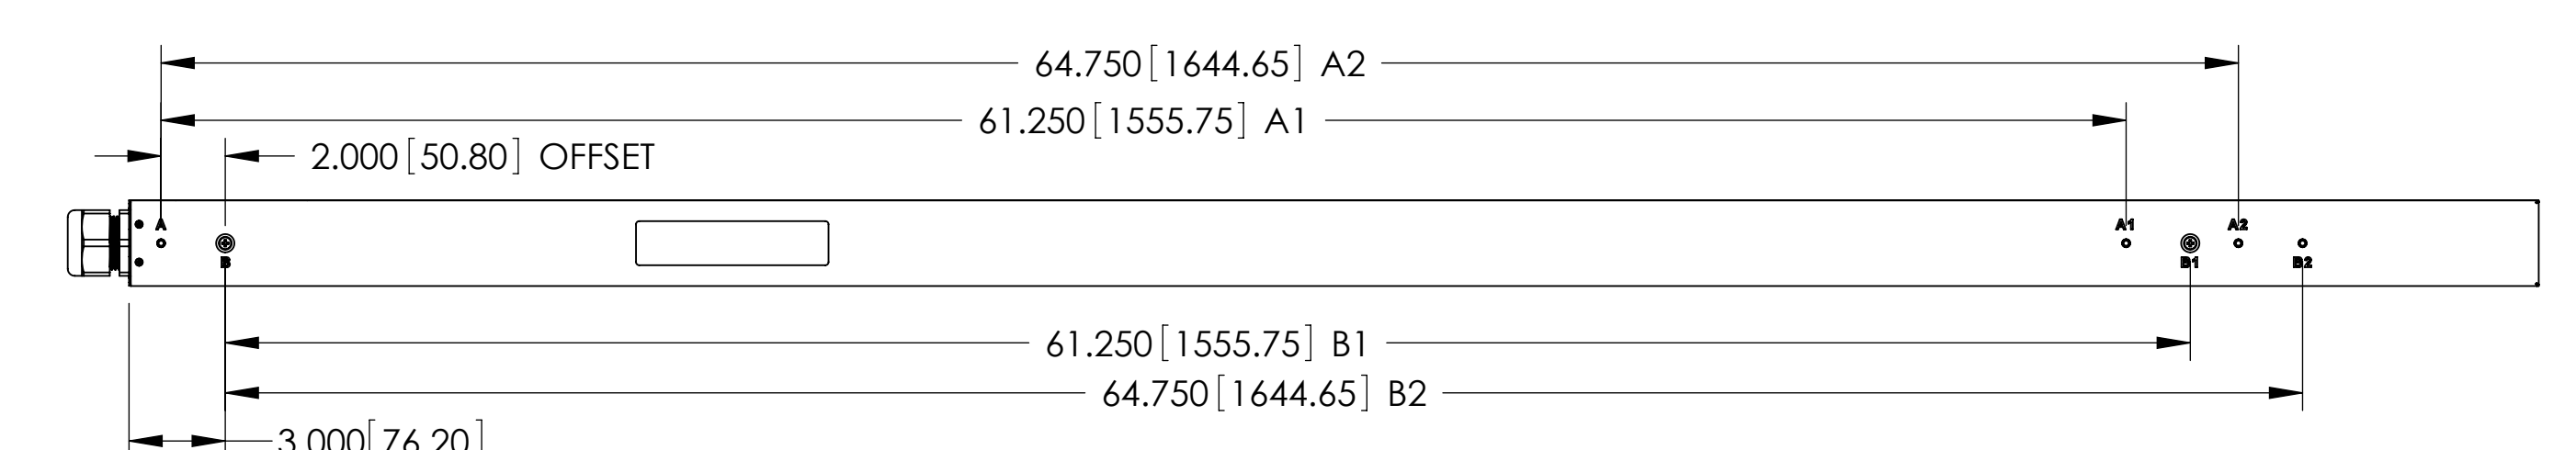 64.750[1644.65] A2
61.250[1555.75] A1
2.000[50.80] OFFSET
A A1 A2
B B1 B2
61.250[1555.75] B1
64.750[1644.65] B2
3.000[76.20]